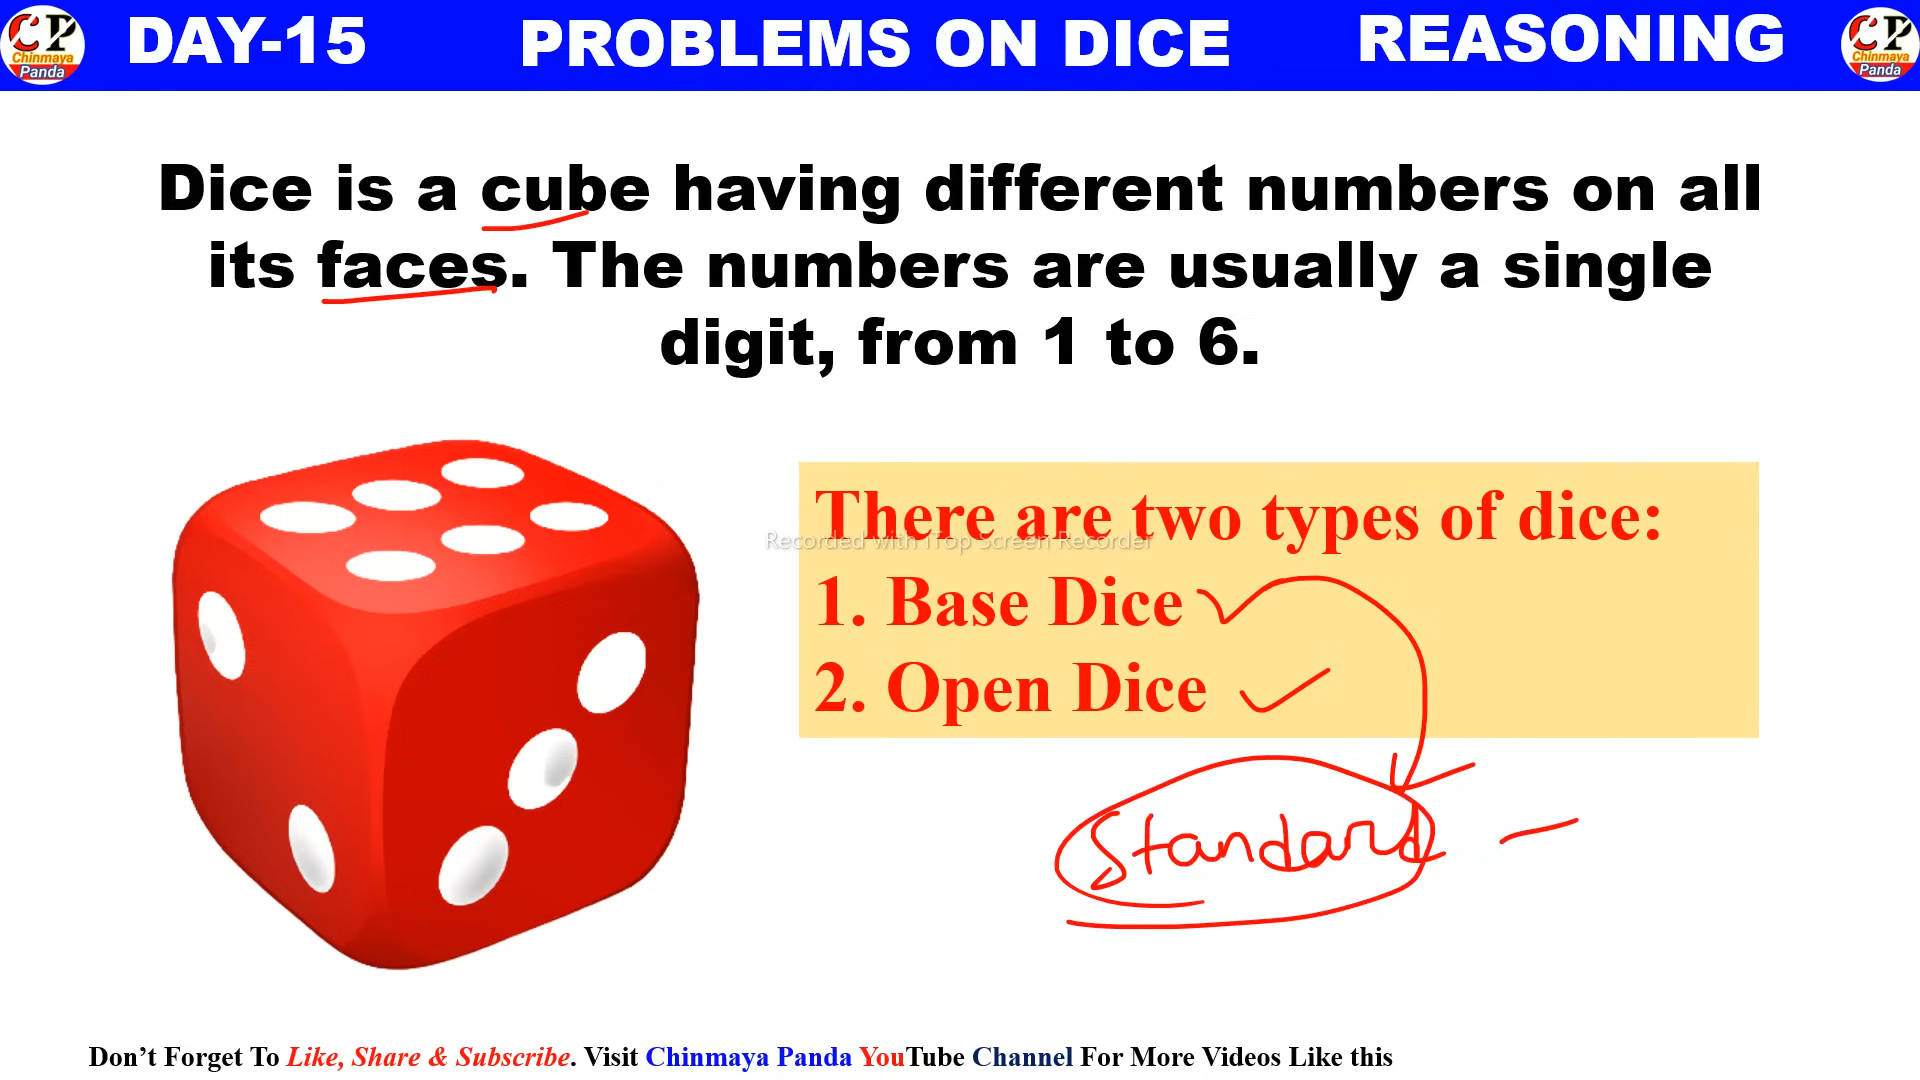 CP
Chinmaya
Panda
DAY-15
PROBLEMS ON DICE
REASONING
CP
Chinmaya
Panda
Dice is a cube having different numbers on all
its faces. The numbers are usually a single
digit, from 1 to 6.
There are two types of dice:
Recorded with iTop Screen Recorder
1. Base Dice
2. Open Dice
Standard
Don’t Forget To Like, Share & Subscribe. Visit Chinmaya Panda YouTube Channel For More Videos Like this